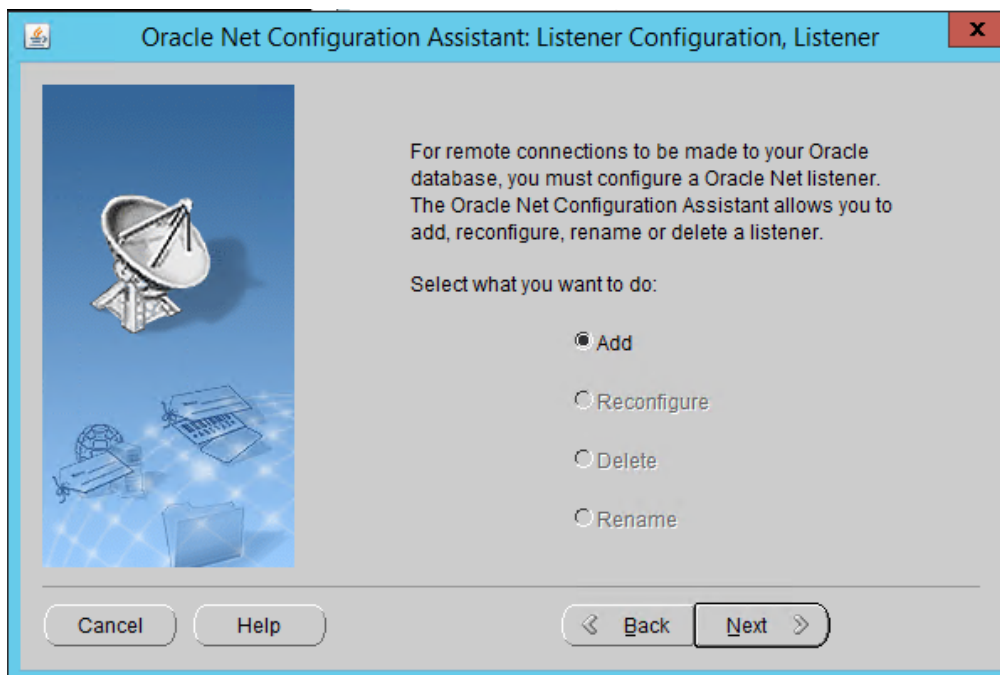 Oracle Net Configuration Assistant: Listener Configuration, Listener
x
For remote connections to be made to your Oracle
database, you must configure a Oracle Net listener.
The Oracle Net Configuration Assistant allows you to
add, reconfigure, rename or delete a listener.
Select what you want to do:
Add
Reconfigure
Delete
Rename
Cancel
Help
Back
Next